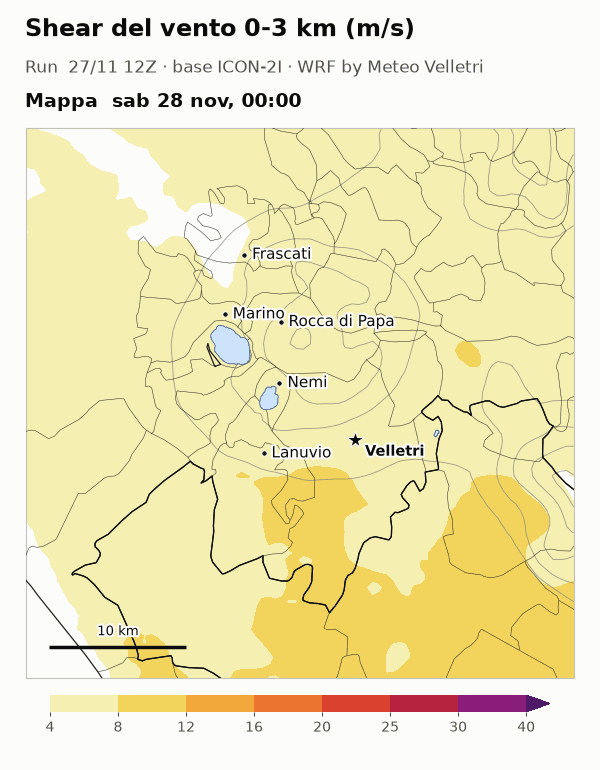 Shear del vento 0-3 km (m/s)
Run  27/11 12Z · base ICON-2I · WRF by Meteo Velletri
Mappa  sab 28 nov, 00:00
Frascati
Marino
Rocca di Papa
Nemi
Velletri
Lanuvio
10 km
4 8 12 16 20 25 30 40